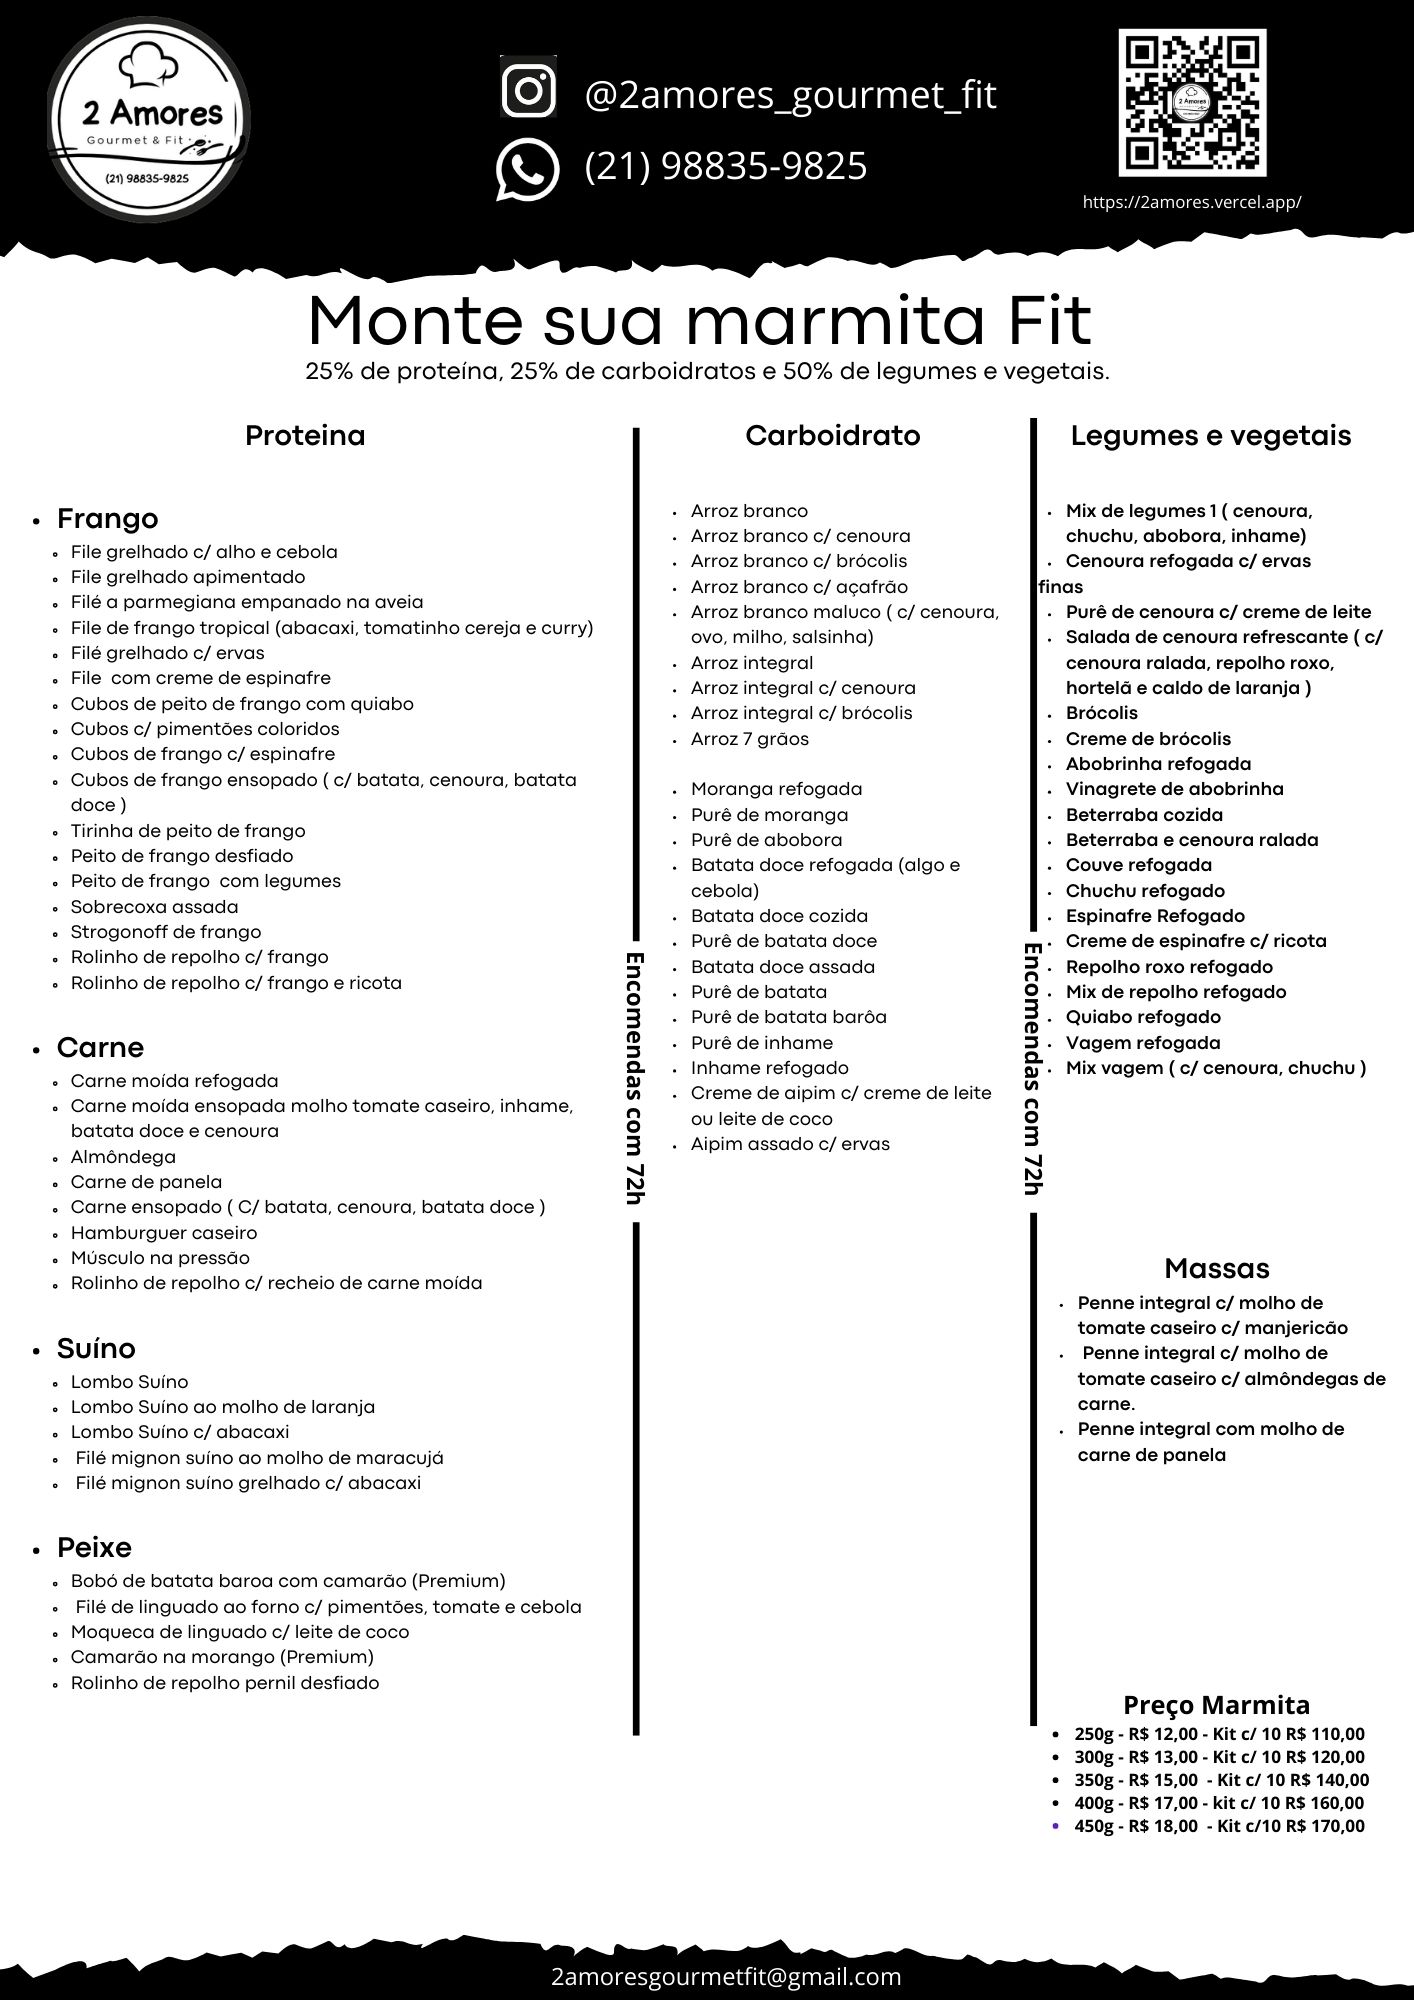 2 Amores
Gourmet & Fit
(21) 98835-9825
@2amores_gourmet_fit
(21) 98835-9825
2 Amores
https://2amores.vercel.app/
Monte sua marmita Fit
25% de proteína, 25% de carboidratos e 50% de legumes e vegetais.
Proteina
Frango
File grelhado c/ alho e cebola
File grelhado apimentado
Filé a parmegiana empanado na aveia
File de frango tropical (abacaxi, tomatinho cereja e curry)
Filé grelhado c/ ervas
File  com creme de espinafre
Cubos de peito de frango com quiabo
Cubos c/ pimentões coloridos
Cubos de frango c/ espinafre
Cubos de frango ensopado ( c/ batata, cenoura, batata
doce )
Tirinha de peito de frango
Peito de frango desfiado
Peito de frango  com legumes
Sobrecoxa assada
Strogonoff de frango
Rolinho de repolho c/ frango
Rolinho de repolho c/ frango e ricota
Carne
Carne moída refogada
Carne moída ensopada molho tomate caseiro, inhame,
batata doce e cenoura
Almôndega
Carne de panela
Carne ensopado ( C/ batata, cenoura, batata doce )
Hamburguer caseiro
Músculo na pressão
Rolinho de repolho c/ recheio de carne moída
Suíno
Lombo Suíno
Lombo Suíno ao molho de laranja
Lombo Suíno c/ abacaxi
Filé mignon suíno ao molho de maracujá
Filé mignon suíno grelhado c/ abacaxi
Peixe
Bobó de batata baroa com camarão (Premium)
Filé de linguado ao forno c/ pimentões, tomate e cebola
Moqueca de linguado c/ leite de coco
Camarão na morango (Premium)
Rolinho de repolho pernil desfiado
Encomendas com 72h
Carboidrato
Arroz branco
Arroz branco c/ cenoura
Arroz branco c/ brócolis
Arroz branco c/ açafrão
Arroz branco maluco ( c/ cenoura,
ovo, milho, salsinha)
Arroz integral
Arroz integral c/ cenoura
Arroz integral c/ brócolis
Arroz 7 grãos
Moranga refogada
Purê de moranga
Purê de abobora
Batata doce refogada (algo e
cebola)
Batata doce cozida
Purê de batata doce
Batata doce assada
Purê de batata
Purê de batata barôa
Purê de inhame
Inhame refogado
Creme de aipim c/ creme de leite
ou leite de coco
Aipim assado c/ ervas
Encomendas com 72h
Legumes e vegetais
Mix de legumes 1 ( cenoura,
chuchu, abobora, inhame)
Cenoura refogada c/ ervas
finas
Purê de cenoura c/ creme de leite
Salada de cenoura refrescante ( c/
cenoura ralada, repolho roxo,
hortelã e caldo de laranja )
Brócolis
Creme de brócolis
Abobrinha refogada
Vinagrete de abobrinha
Beterraba cozida
Beterraba e cenoura ralada
Couve refogada
Chuchu refogado
Espinafre Refogado
Creme de espinafre c/ ricota
Repolho roxo refogado
Mix de repolho refogado
Quiabo refogado
Vagem refogada
Mix vagem ( c/ cenoura, chuchu )
Massas
Penne integral c/ molho de
tomate caseiro c/ manjericão
Penne integral c/ molho de
tomate caseiro c/ almôndegas de
carne.
Penne integral com molho de
carne de panela
Preço Marmita
250g - R$ 12,00 - Kit c/ 10 R$ 110,00
300g - R$ 13,00 - Kit c/ 10 R$ 120,00
350g - R$ 15,00  - Kit c/ 10 R$ 140,00
400g - R$ 17,00 - kit c/ 10 R$ 160,00
450g - R$ 18,00  - Kit c/10 R$ 170,00
2amoresgourmetfit@gmail.com